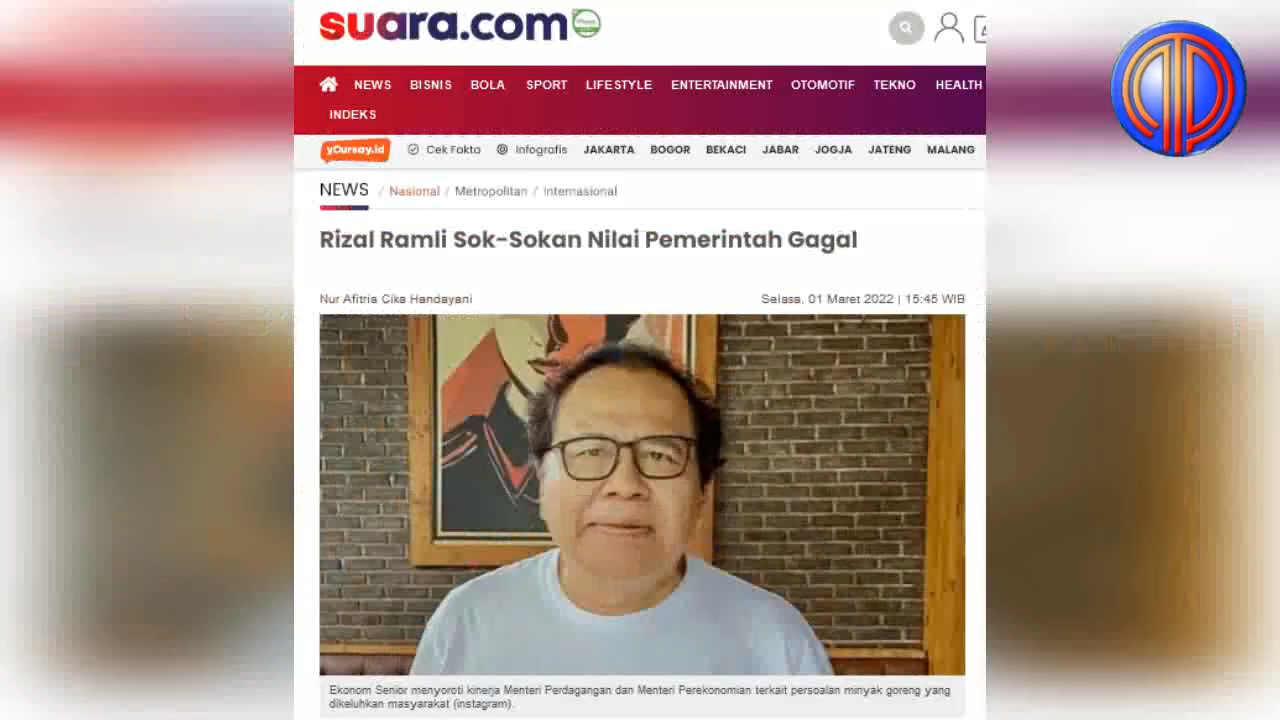 suara.com
NEWS BISNIS BOLA SPORT LIFESTYLE ENTERTAINMENT OTOMOTIF TEKNO HEALTH
INDEKS
yOursay.id Cek Fakta Infografis JAKARTA BOGOR BEKACI JABAR JOGJA JATENG MALANG
NEWS / Nasional / Metropolitan / Internasional
Rizal Ramli Sok-Sokan Nilai Pemerintah Gagal
Nur Afitria Cika Handayani Selasa, 01 Maret 2022 | 15:45 WIB
Ekonom Senior menyoroti kinerja Menteri Perdagangan dan Menteri Perekonomian terkait persoalan minyak goreng yang
dikeluhkan masyarakat (instagram).